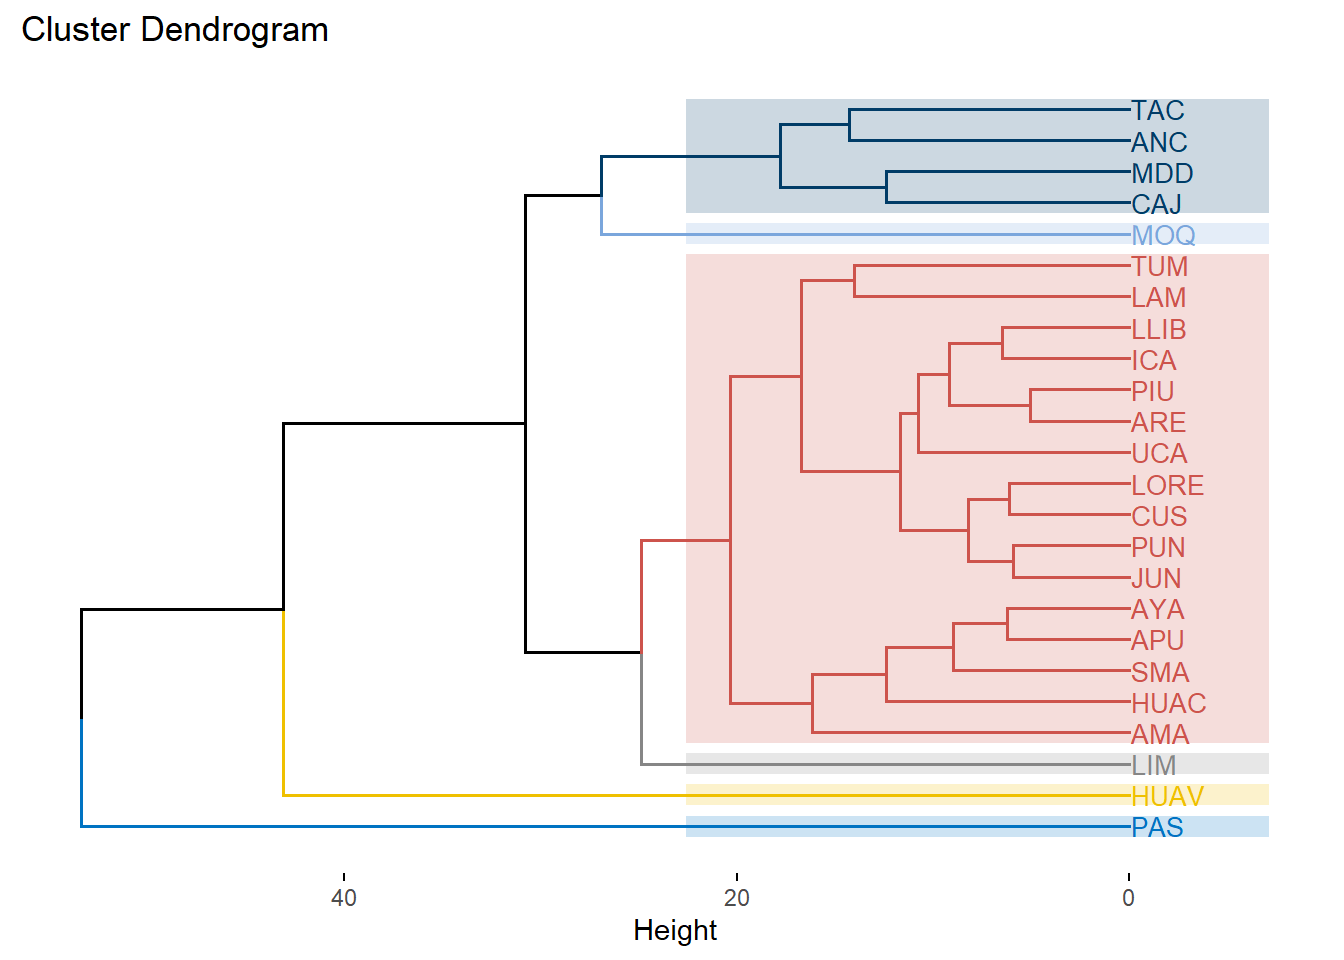 Cluster Dendrogram
TAC
ANC
MDD
CAJ
MOQ
TUM
LAM
LLIB
ICA
PIU
ARE
UCA
LORE
CUS
PUN
JUN
AYA
APU
SMA
HUAC
AMA
LIM
HUAV
PAS
40 20 0
Height